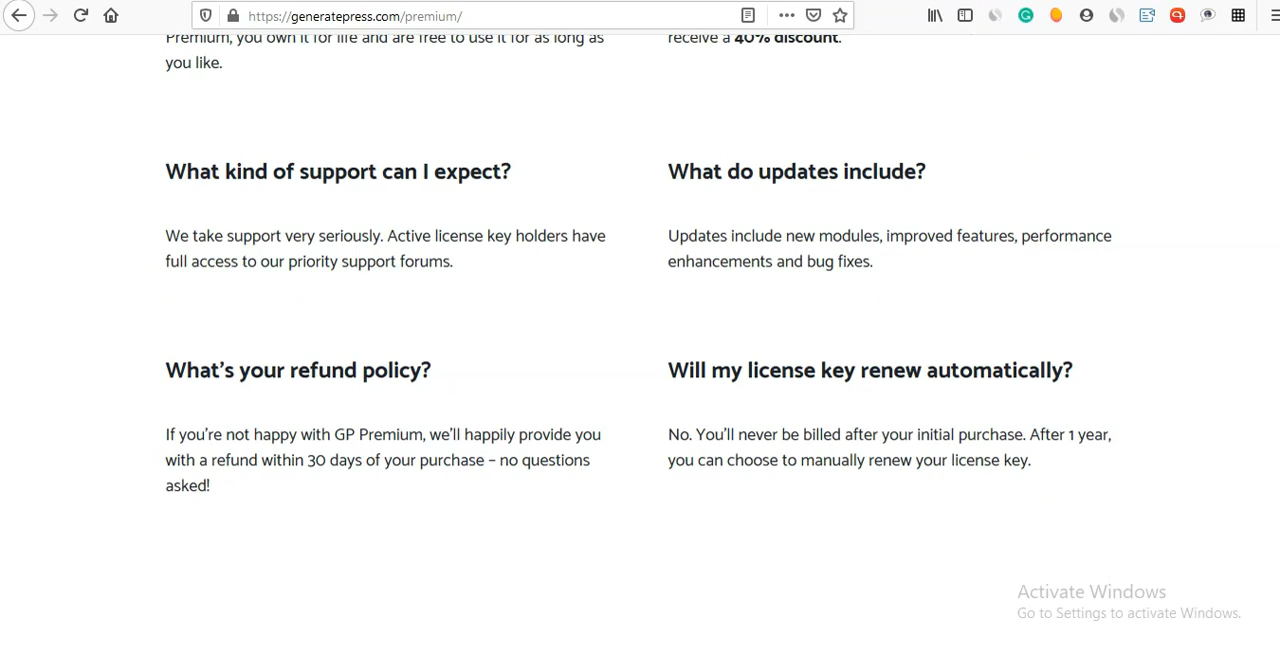 https://generatepress.com/premium/
Premium, you own it for life and are free to use it for as long as
you like.
receive a 40% discount.
What kind of support can I expect?
We take support very seriously. Active license key holders have
full access to our priority support forums.
What do updates include?
Updates include new modules, improved features, performance
enhancements and bug fixes.
What's your refund policy?
If you're not happy with GP Premium, we'll happily provide you
with a refund within 30 days of your purchase – no questions
asked!
Will my license key renew automatically?
No. You'll never be billed after your initial purchase. After 1 year,
you can choose to manually renew your license key.
Activate Windows
Go to Settings to activate Windows.